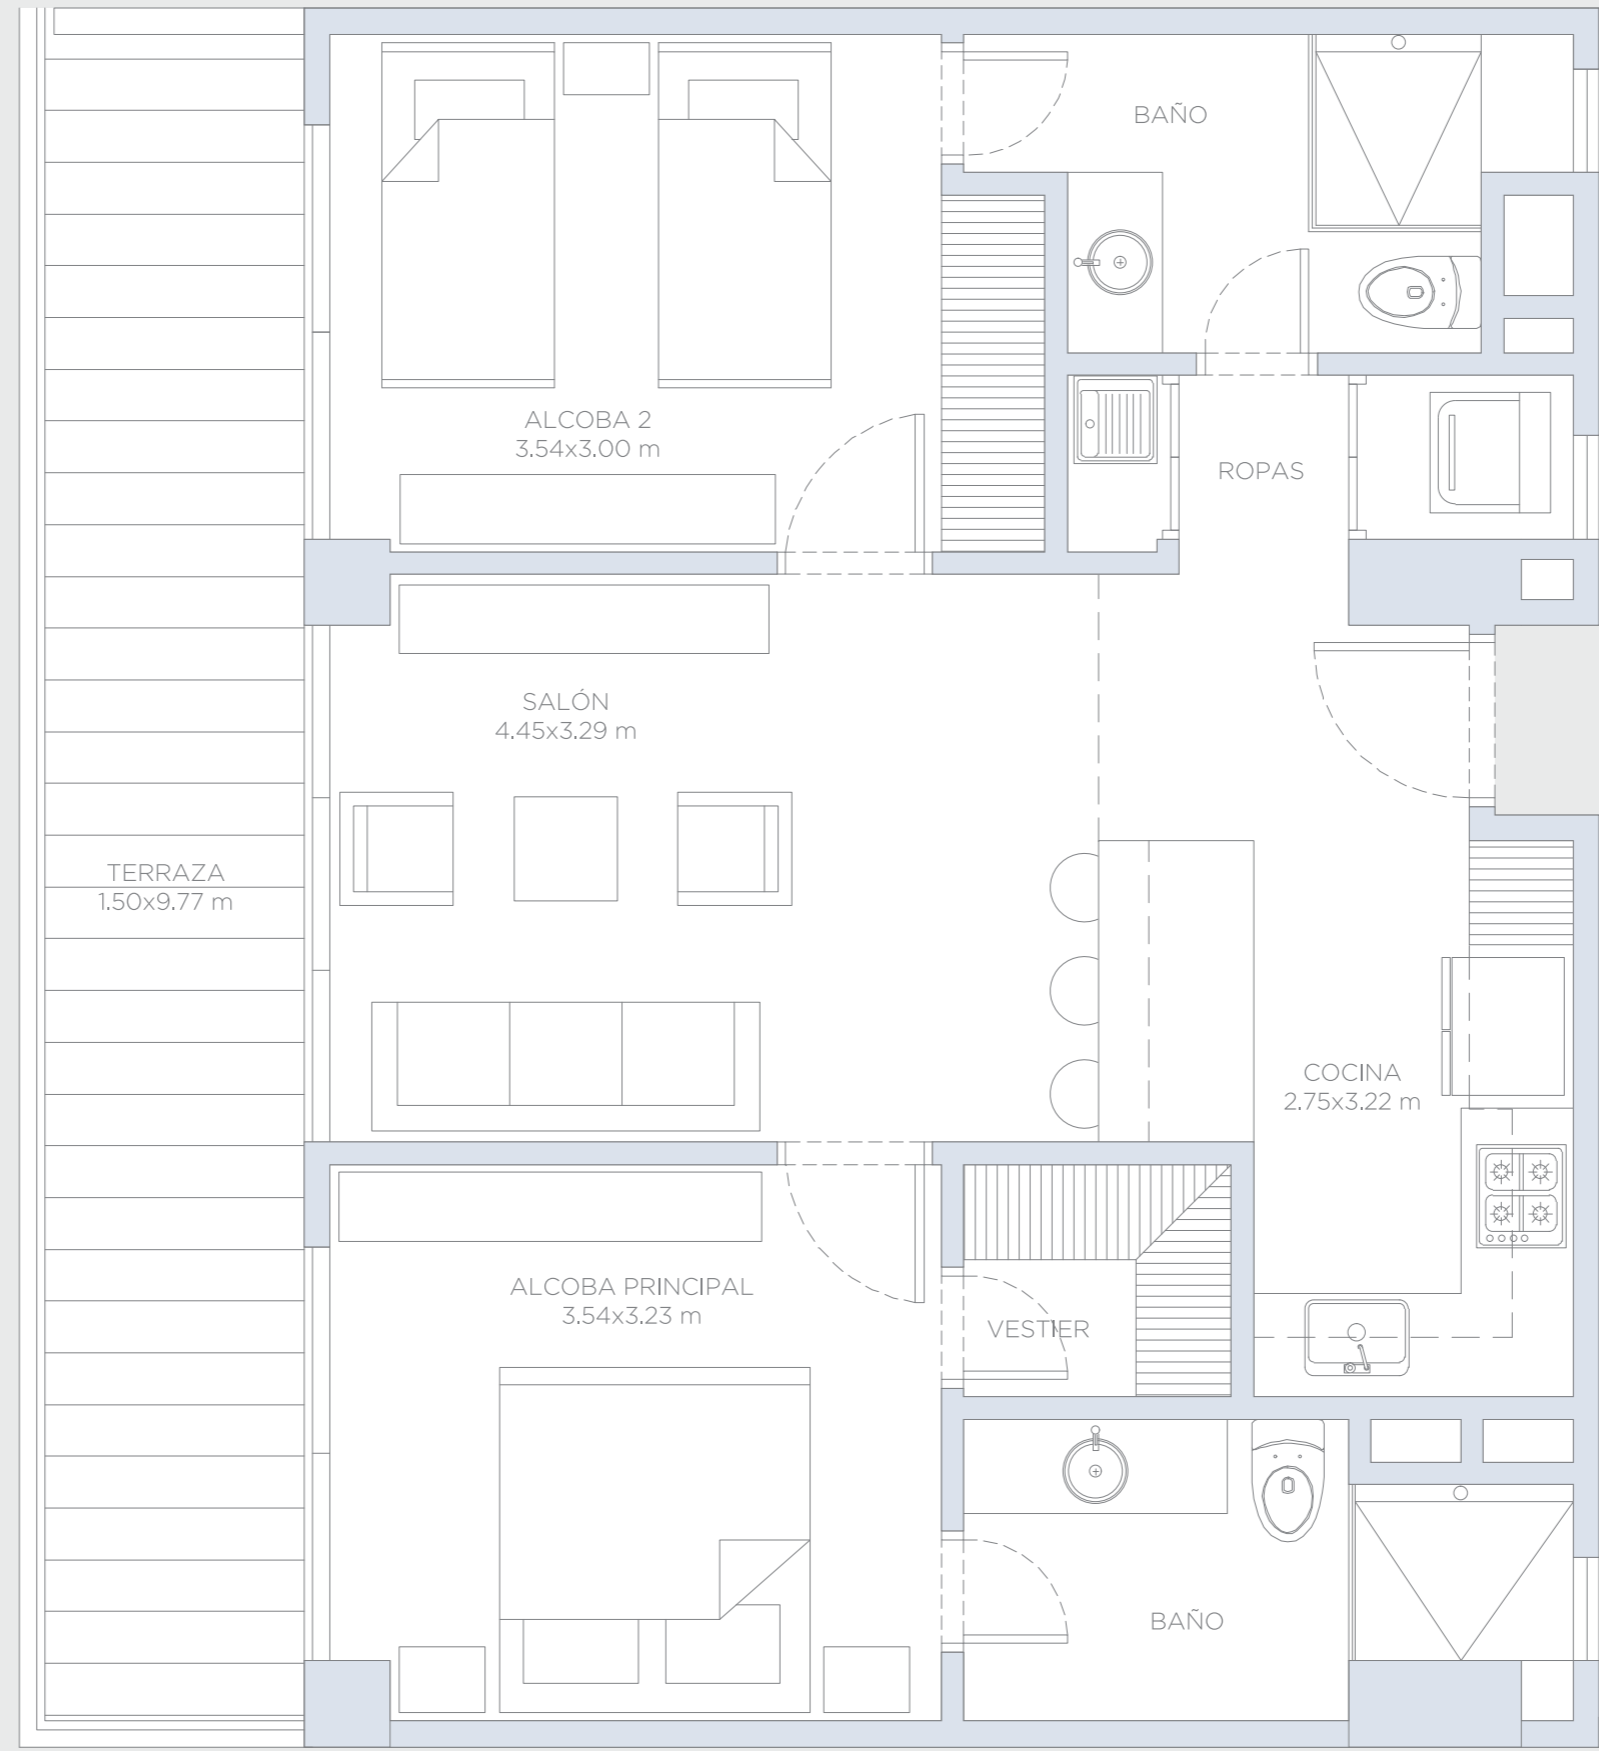 BAÑO
ALCOBA 2
3.54x3.00 m
ROPAS
SALÓN
4.45x3.29 m
TERRAZA
1.50x9.77 m
COCINA
2.75x3.22 m
ALCOBA PRINCIPAL
3.54x3.23 m
VESTIER
BAÑO